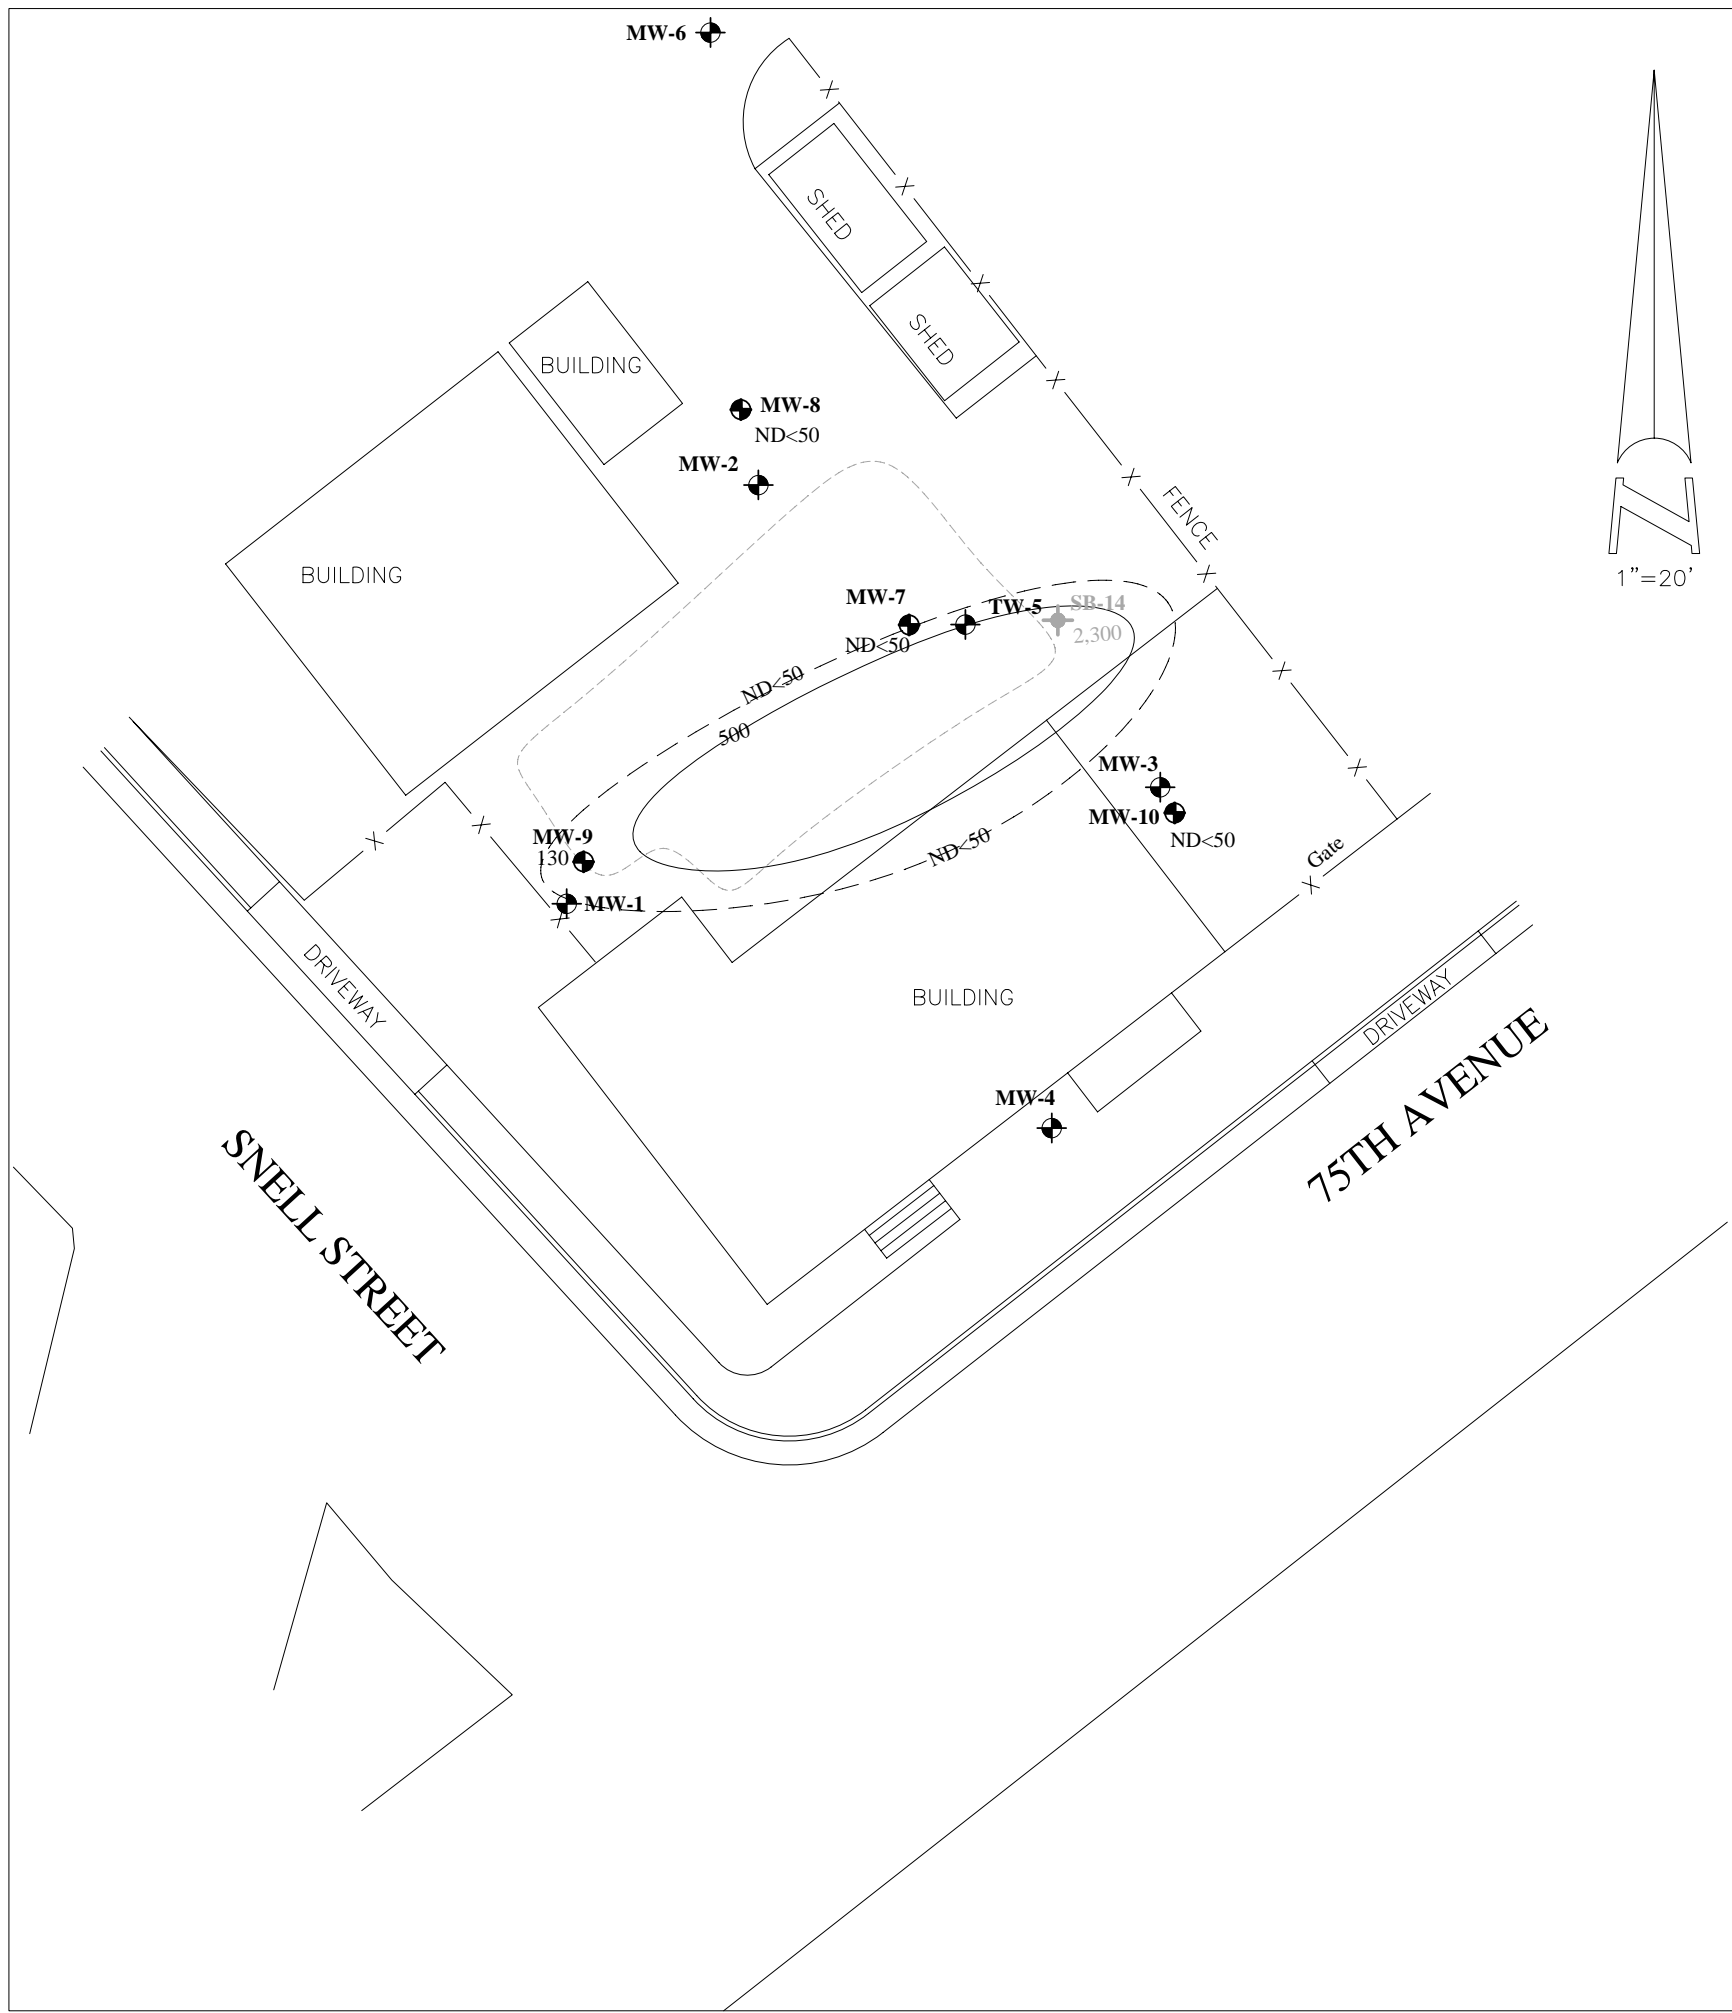 MW-6
SHED
SHED
1"=20'
N
BUILDING
MW-8
ND<50
MW-2
FENCE
BUILDING
MW-7
ND<50
TW-5
SB-14
2,300
ND<50
500
MW-3
MW-10
ND<50
MW-9
130
ND<50
Gate
MW-1
DRIVEWAY
BUILDING
DRIVEWAY
75TH AVENUE
MW-4
SNELL STREET
X
X
X
X
X
X
X
X
X
X
X
X
X